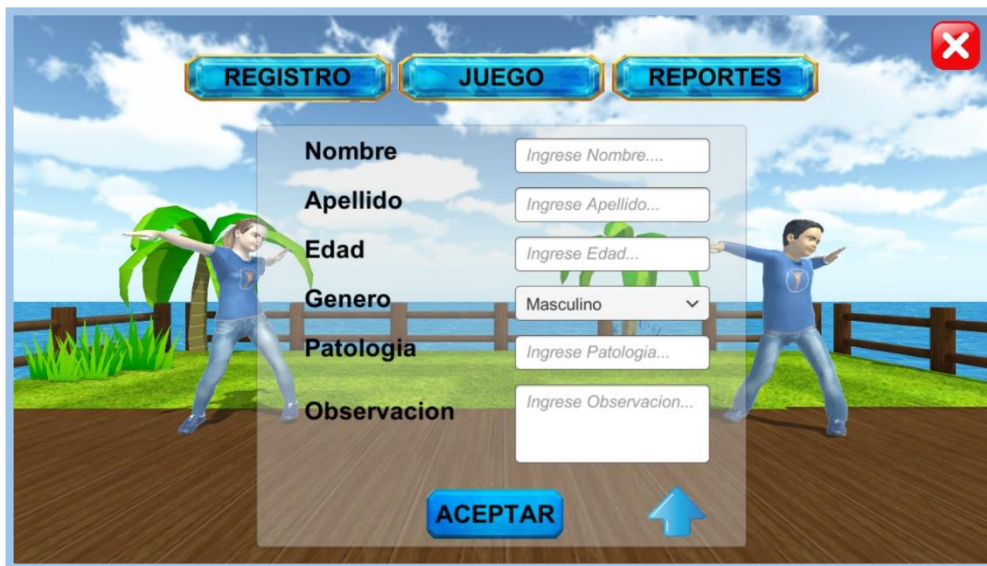 REGISTRO JUEGO REPORTES
Nombre Ingrese Nombre....
Apellido Ingrese Apellido...
Edad Ingrese Edad...
Genero Masculino
Patologia Ingrese Patologia...
Observacion Ingrese Observacion...
ACEPTAR